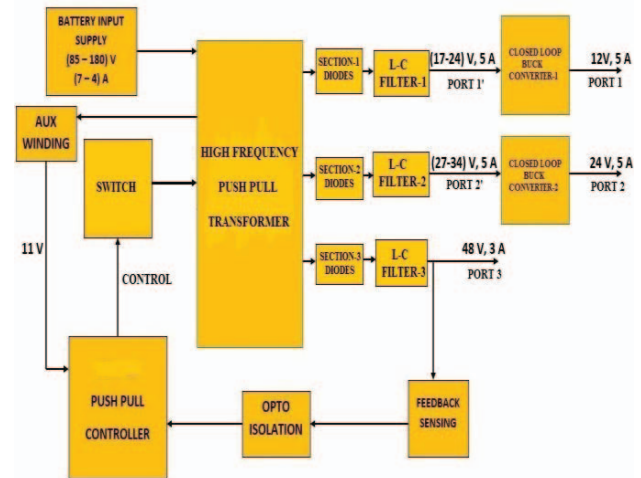 BATTERY INPUT
SUPPLY
(85 – 180) V
(7 – 4) A
AUX
WINDING
SWITCH
11 V
CONTROL
PUSH PULL
CONTROLLER
HIGH FREQUENCY
PUSH PULL
TRANSFORMER
SECTION-1
DIODES
L-C
FILTER-1
(17-24) V, 5 A
PORT 1'
CLOSED LOOP
BUCK
CONVERTER-1
12V, 5 A
PORT 1
SECTION-2
DIODES
L-C
FILTER-2
(27-34) V, 5 A
PORT 2'
CLOSED LOOP
BUCK
CONVERTER-2
24 V, 5 A
PORT 2
SECTION-3
DIODES
L-C
FILTER-3
48 V, 3 A
PORT 3
OPTO
ISOLATION
FEEDBACK
SENSING